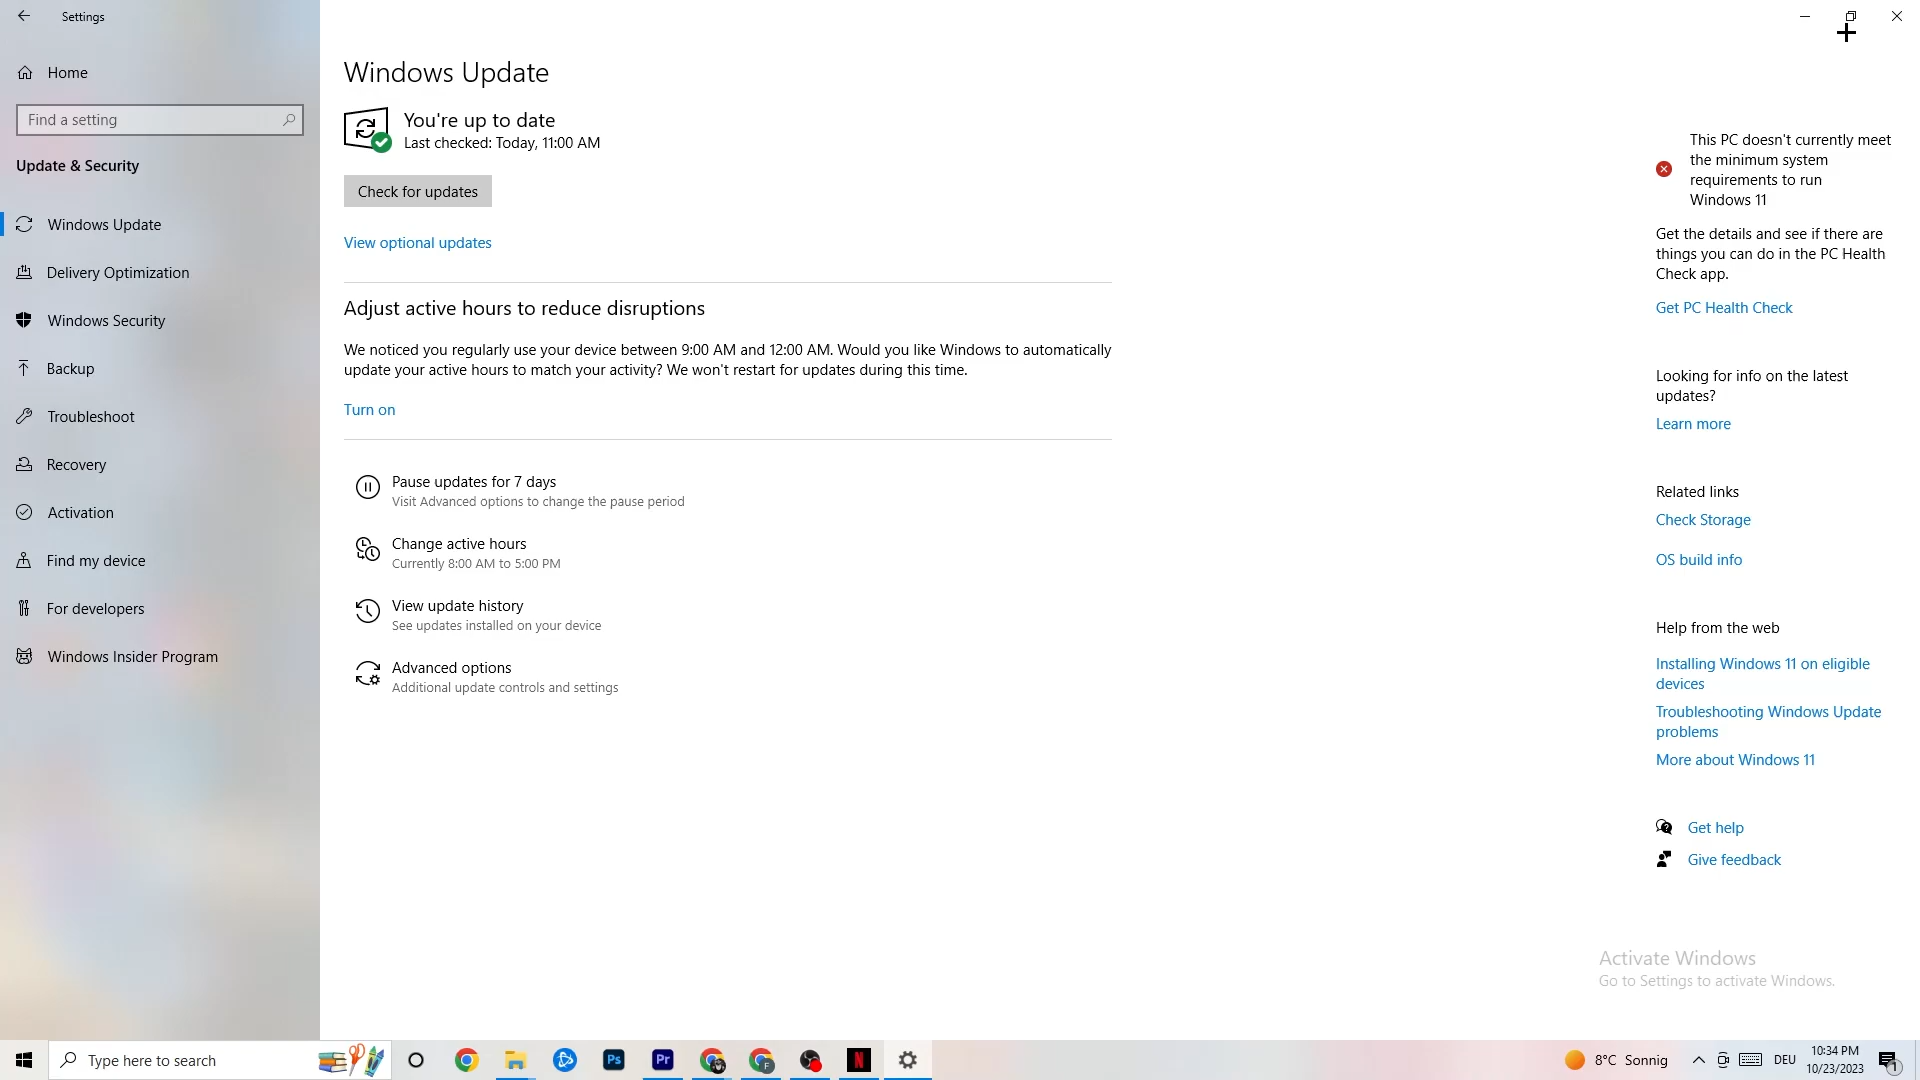 Settings
Home
Find a setting
Update & Security
Windows Update
Delivery Optimization
Windows Security
Backup
Troubleshoot
Recovery
Activation
Find my device
For developers
Windows Insider Program
Windows Update
You're up to date
Last checked: Today, 11:00 AM
Check for updates
View optional updates
Adjust active hours to reduce disruptions
We noticed you regularly use your device between 9:00 AM and 12:00 AM. Would you like Windows to automatically
update your active hours to match your activity? We won't restart for updates during this time.
Turn on
Pause updates for 7 days
Visit Advanced options to change the pause period
Change active hours
Currently 8:00 AM to 5:00 PM
View update history
See updates installed on your device
Advanced options
Additional update controls and settings
This PC doesn't currently meet
the minimum system
requirements to run
Windows 11
Get the details and see if there are
things you can do in the PC Health
Check app.
Get PC Health Check
Looking for info on the latest
updates?
Learn more
Related links
Check Storage
OS build info
Help from the web
Installing Windows 11 on eligible
devices
Troubleshooting Windows Update
problems
More about Windows 11
Get help
Give feedback
Activate Windows
Go to Settings to activate Windows.
Type here to search
Ps
Pr
F
N
8°C Sonnig
DEU
10:34 PM
10/23/2023
1